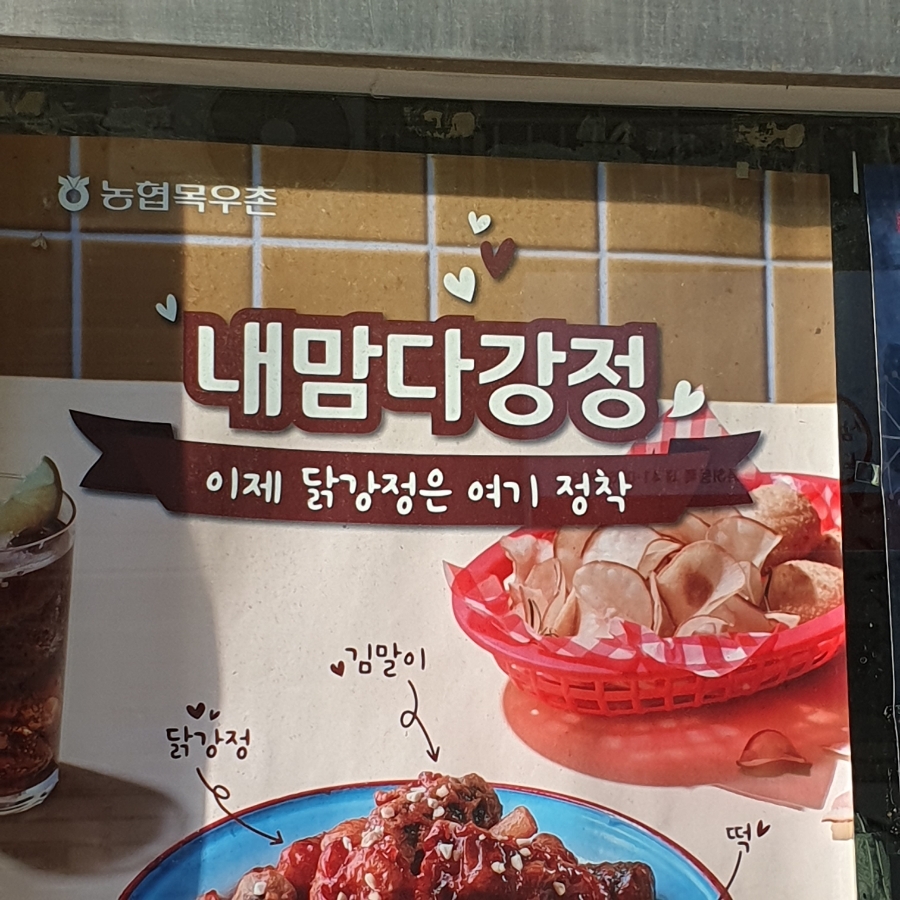 농협목우촌
내맘다강정
이제 닭강정은 여기 정착
김말이
닭강정
떡